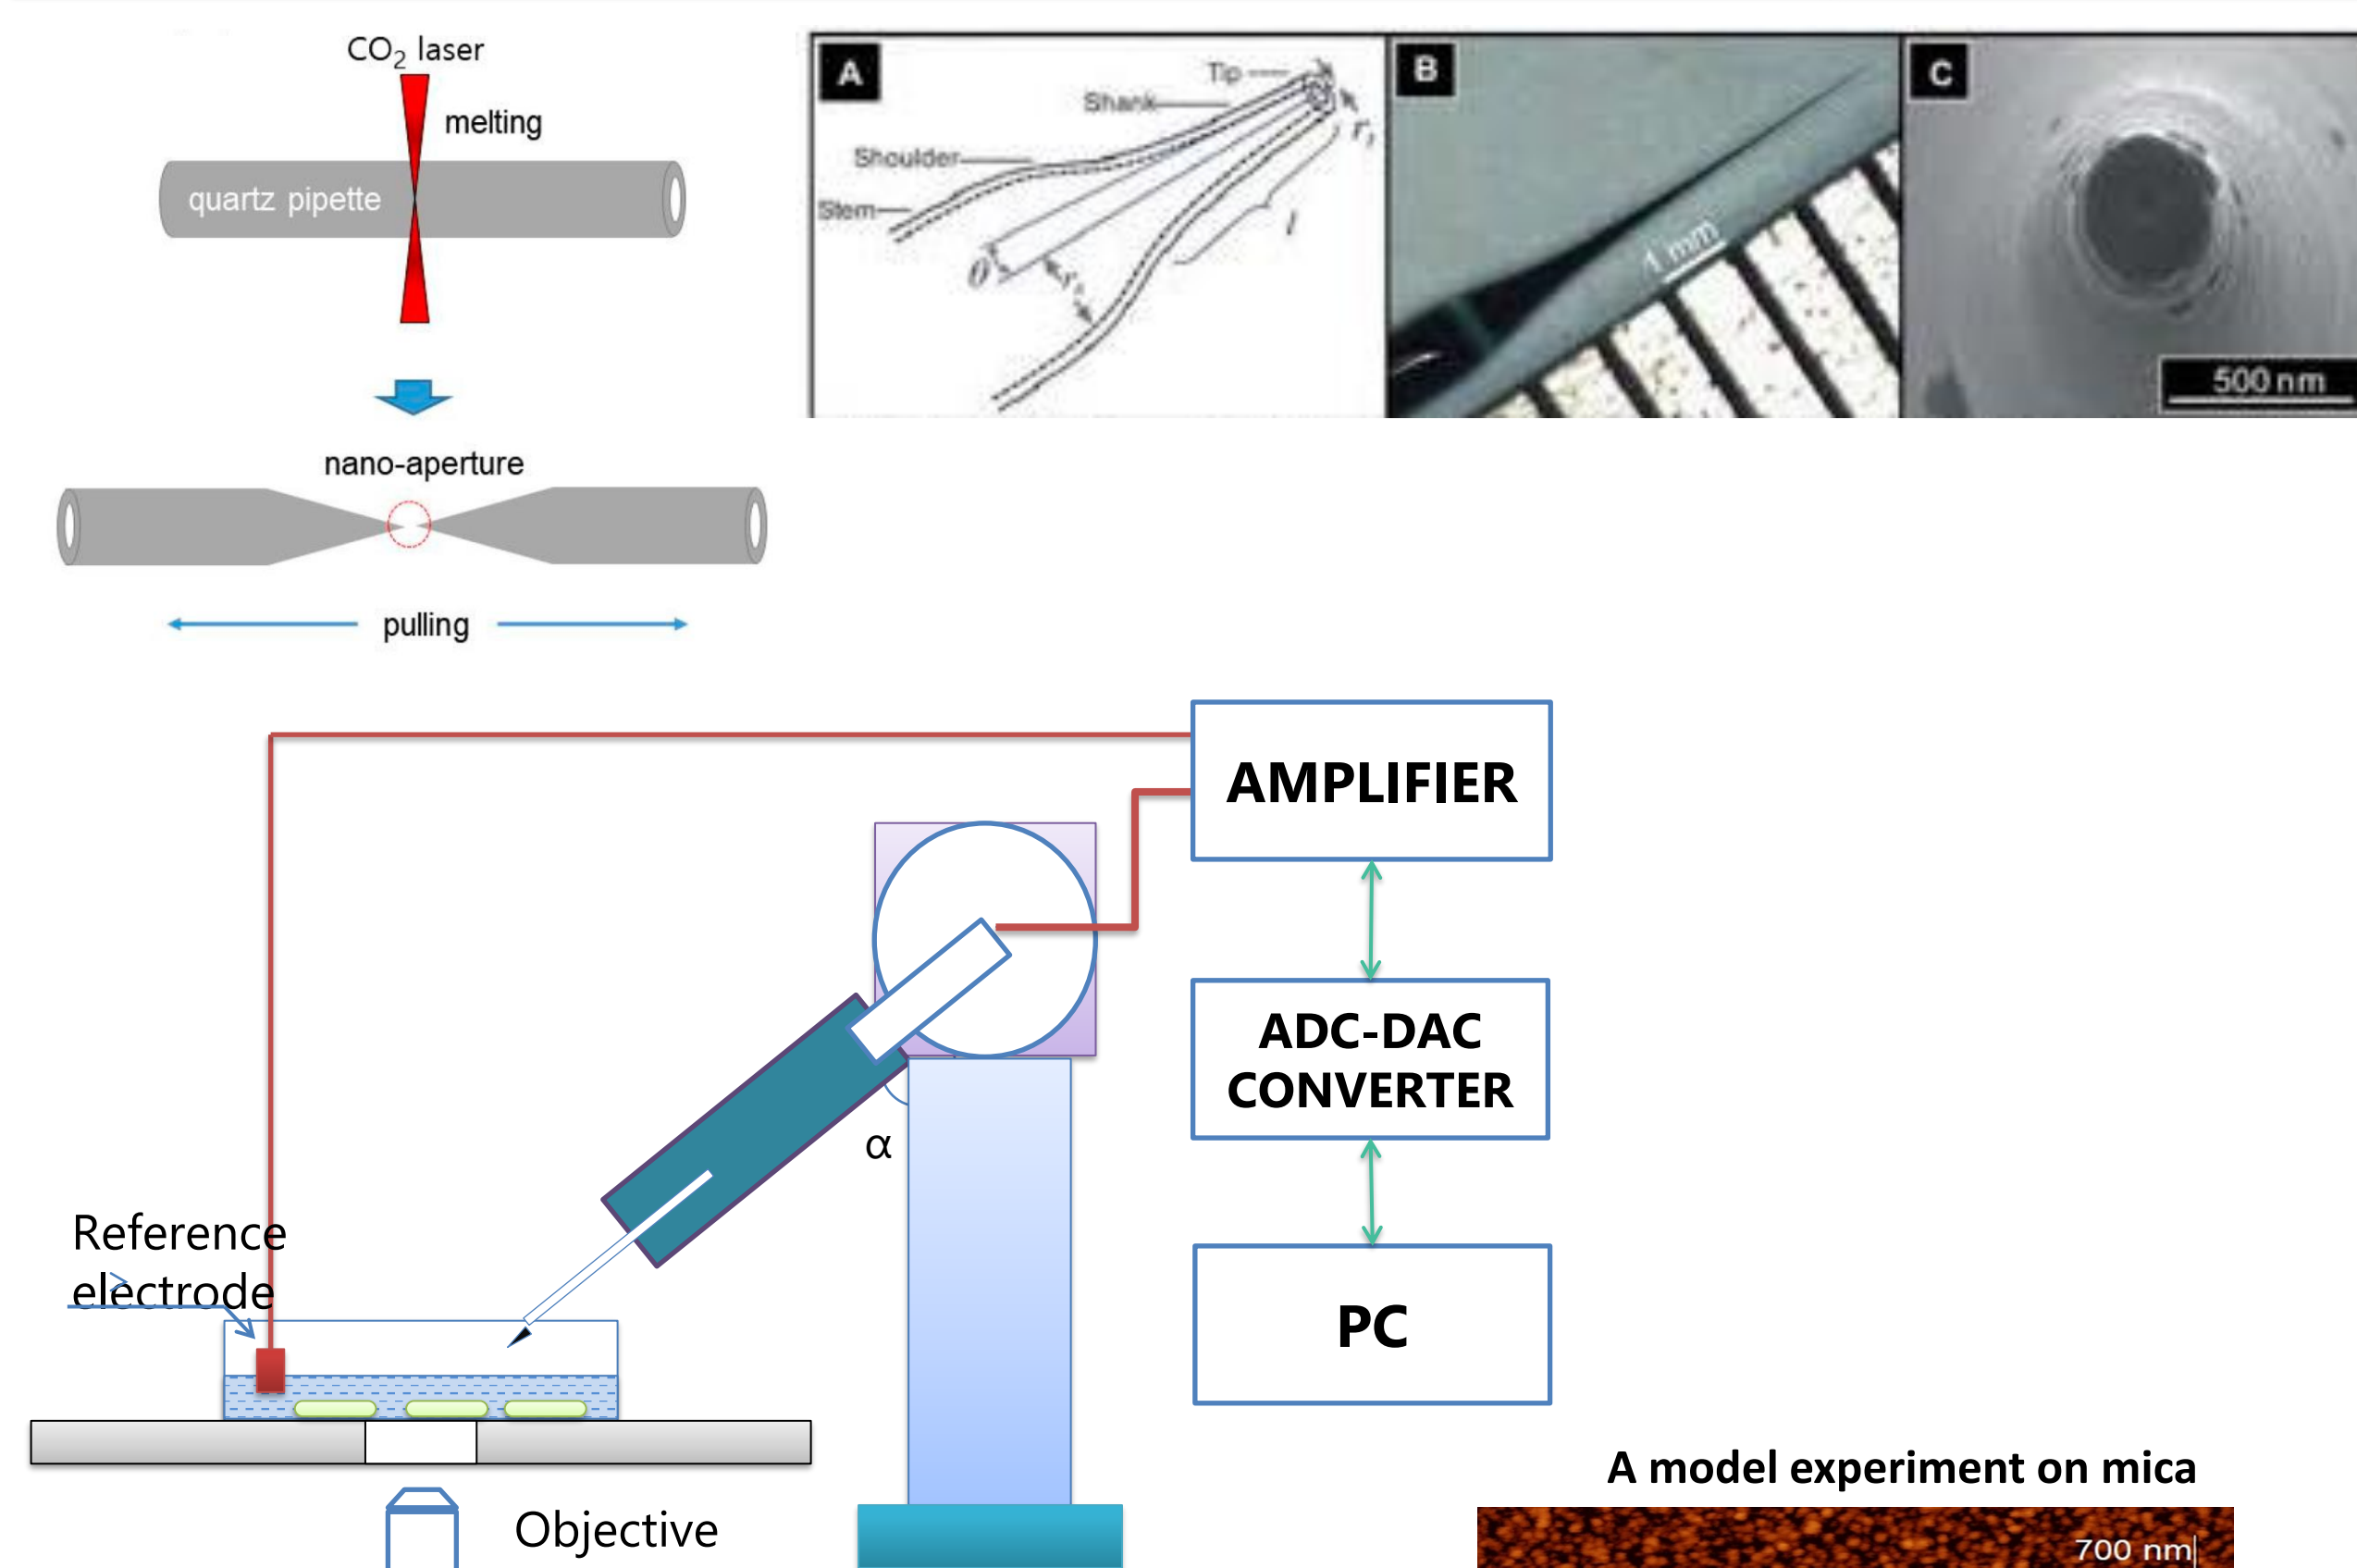 CO₂ laser
melting
quartz pipette
nano-aperture
pulling
A
Tip
Shank
Shoulder
Stem
θ
l
B
1 mm
C
500 nm
AMPLIFIER
ADC-DAC
CONVERTER
PC
α
Reference
electrode
Objective
A model experiment on mica
700 nm